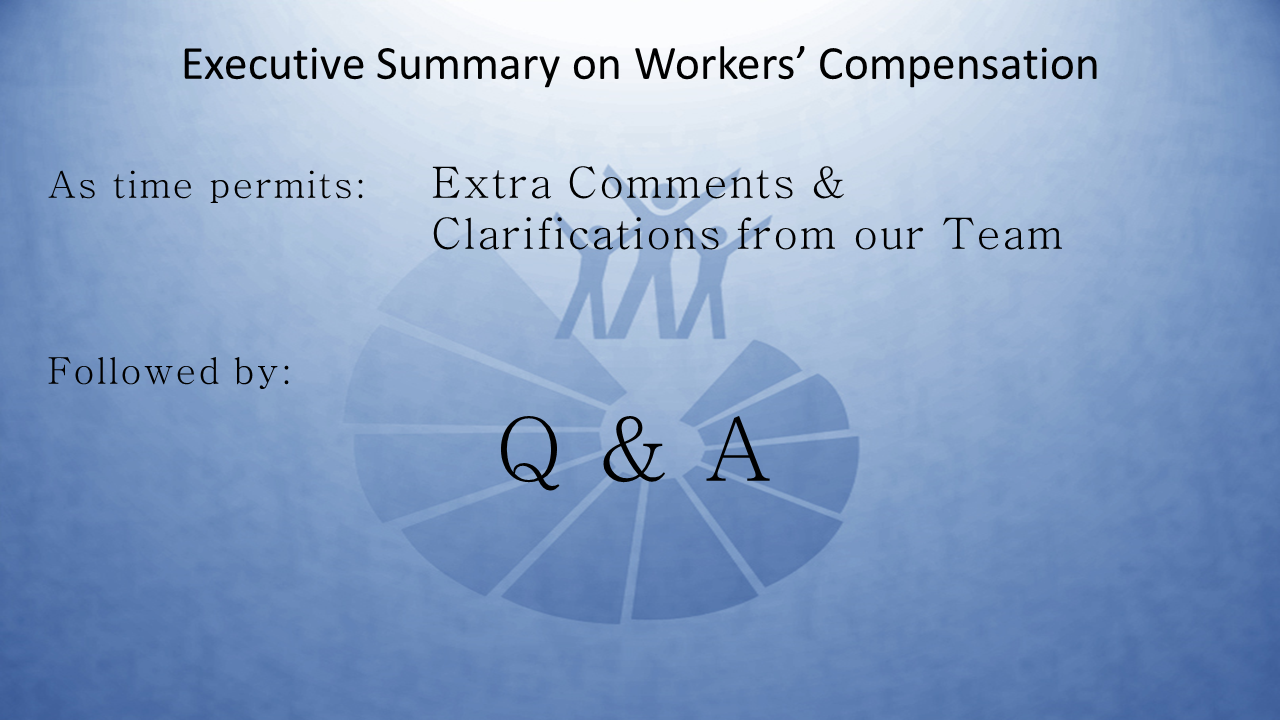 Executive Summary on Workers’ Compensation
As time permits: Extra Comments &
Clarifications from our Team
Followed by:
Q & A